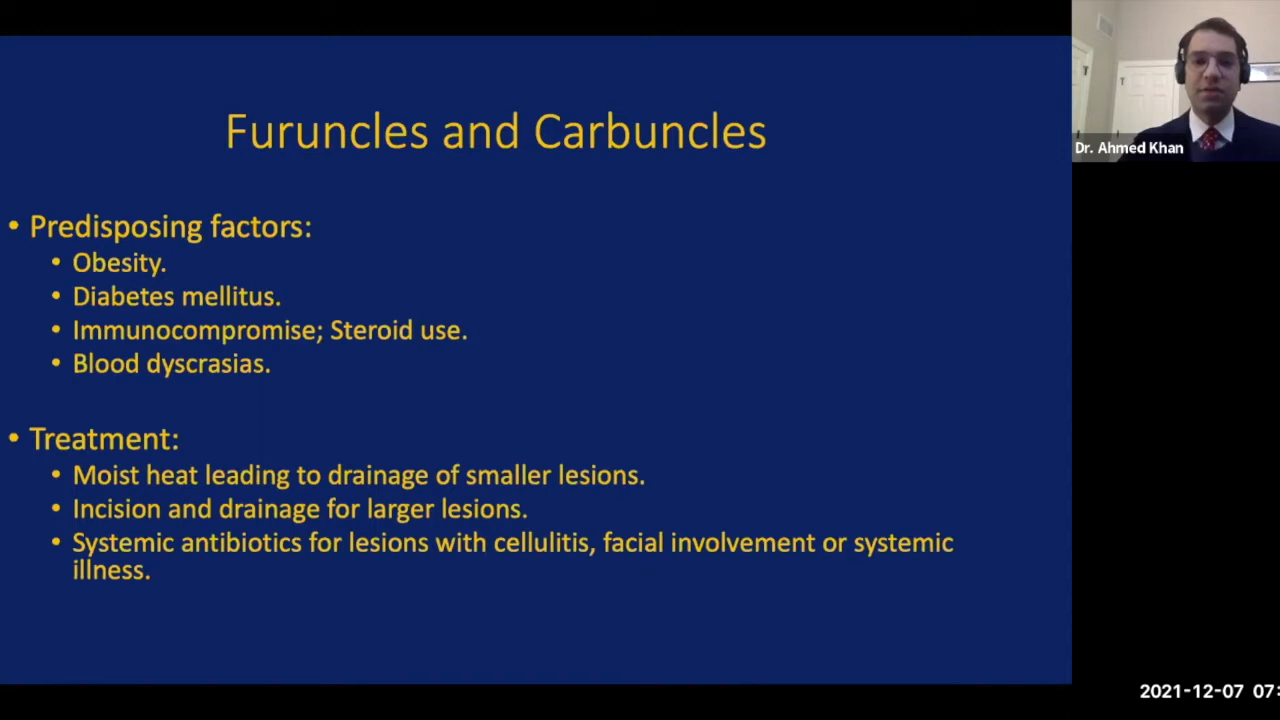 Furuncles and Carbuncles
• Predisposing factors:
• Obesity.
• Diabetes mellitus.
• Immunocompromise; Steroid use.
• Blood dyscrasias.
• Treatment:
• Moist heat leading to drainage of smaller lesions.
• Incision and drainage for larger lesions.
• Systemic antibiotics for lesions with cellulitis, facial involvement or systemic
illness.
Dr. Ahmed Khan
2021-12-07 07: